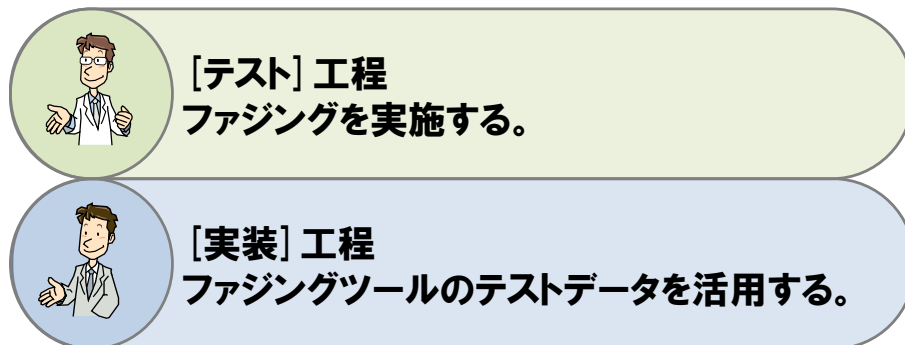 [テスト] 工程
ファジングを実施する。
[実装] 工程
ファジングツールのテストデータを活用する。